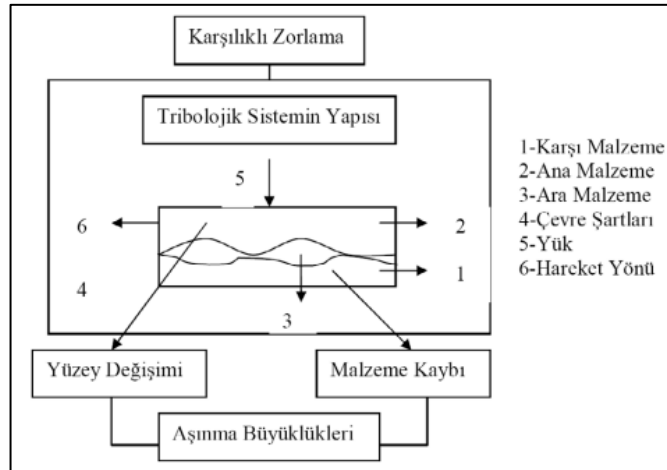 Karşılıklı Zorlama
Tribolojik Sistemin Yapısı
5
6
2
4
1
3
1-Karşı Malzeme
2-Ana Malzeme
3-Ara Malzeme
4-Çevre Şartları
5-Yük
6-Hareket Yönü
Yüzey Değişimi
Malzeme Kaybı
Aşınma Büyüklükleri